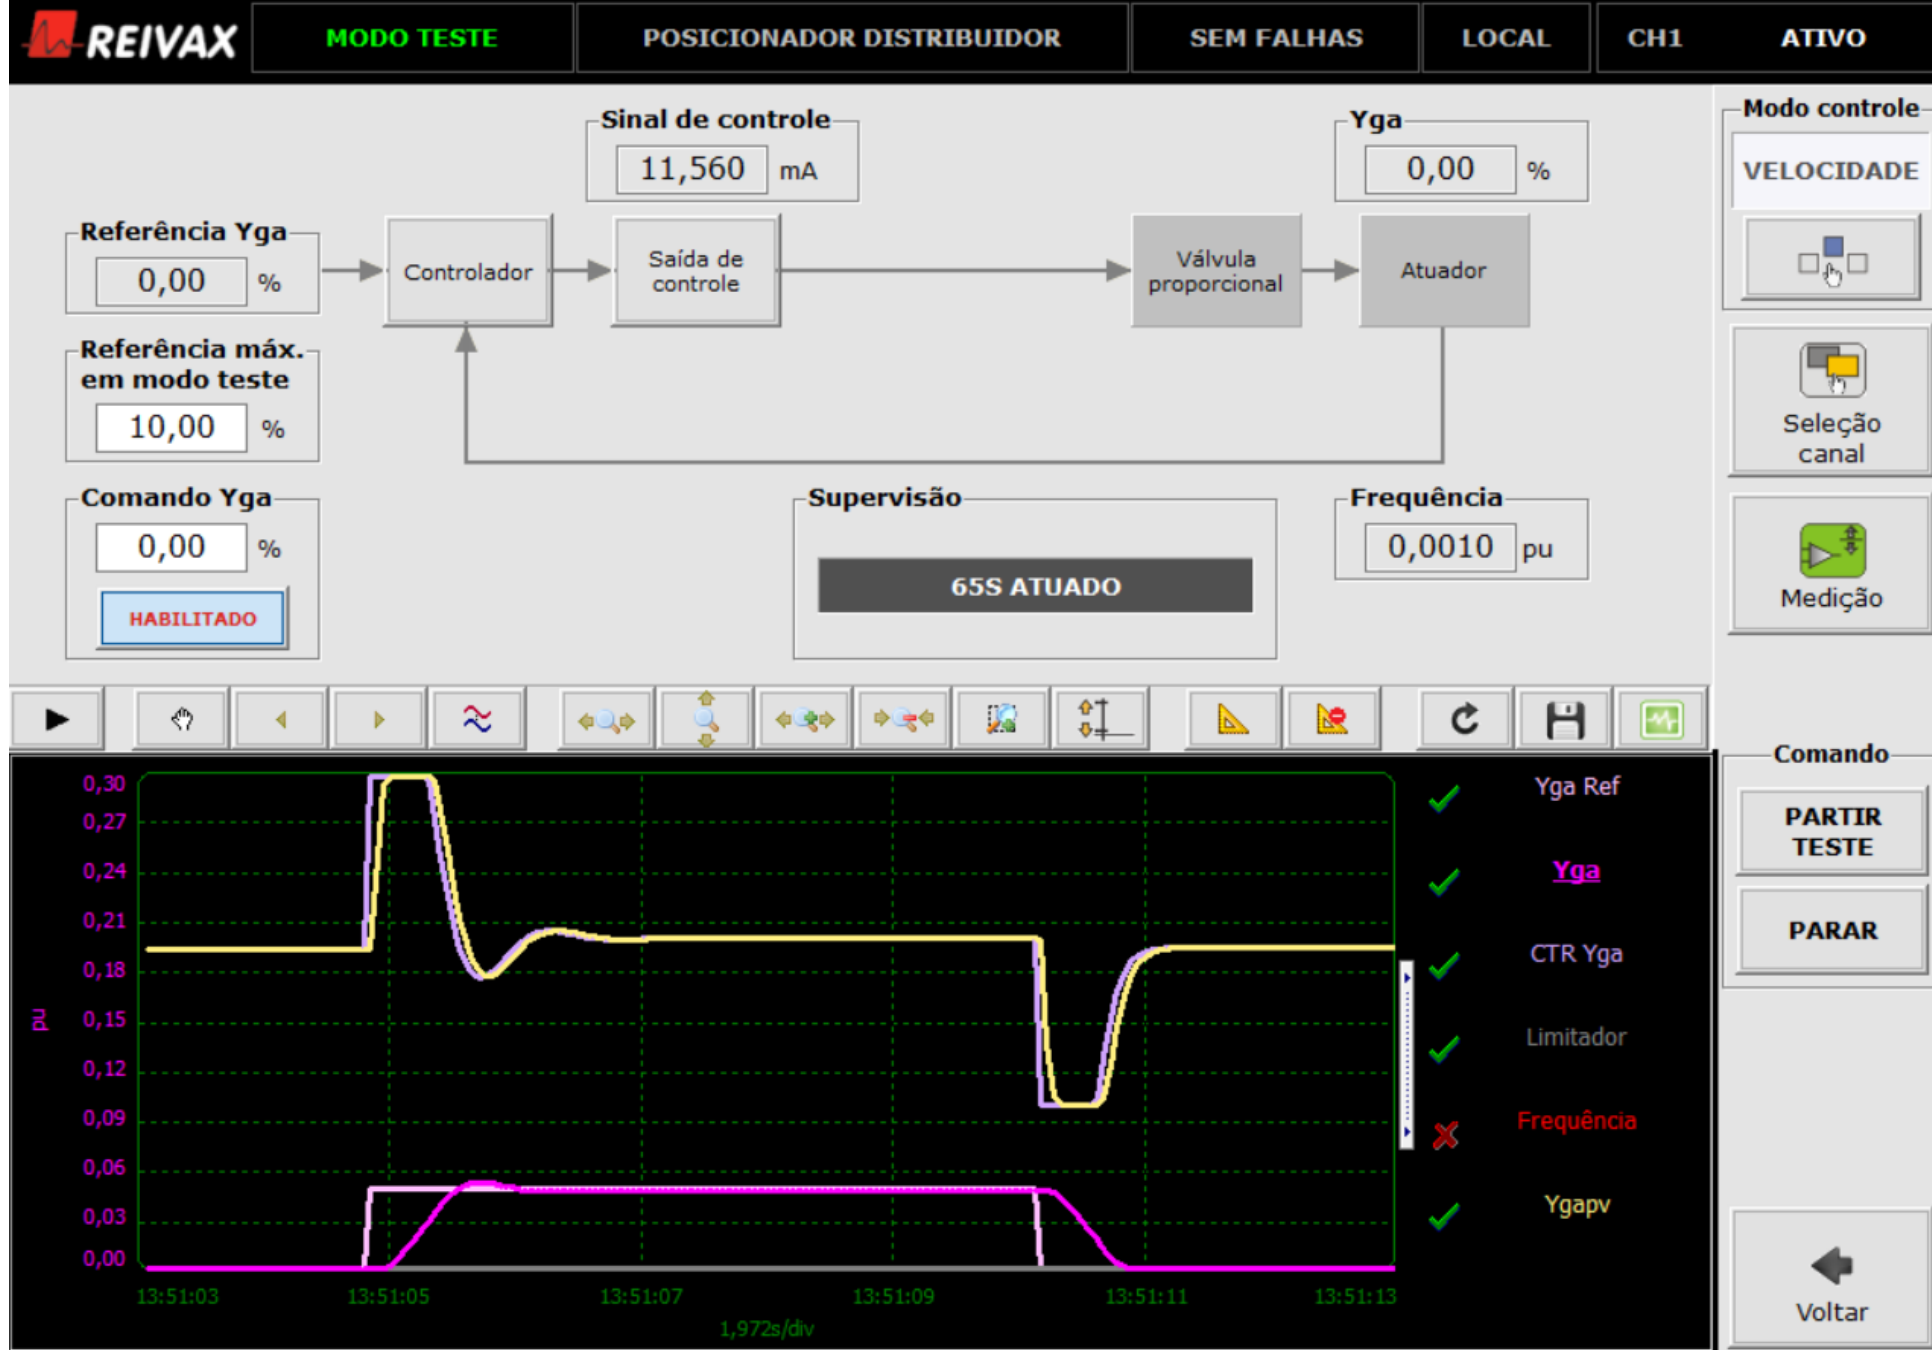 REIVAX
MODO TESTE
POSICIONADOR DISTRIBUIDOR
SEM FALHAS
LOCAL
CH1
ATIVO
Sinal de controle
11,560 mA
Yga
0,00 %
Modo controle
VELOCIDADE
Referência Yga
0,00 %
Controlador
Saída de
controle
Válvula
proporcional
Atuador
Referência máx.
em modo teste
10,00 %
Seleção
canal
Comando Yga
0,00 %
HABILITADO
Supervisão
65S ATUADO
Frequência
0,0010 pu
Medição
Comando
PARTIR
TESTE
PARAR
Voltar
0,30
0,27
0,24
0,21
0,18
0,15
0,12
0,09
0,06
0,03
0,00
pu
13:51:03
13:51:05
13:51:07
13:51:09
13:51:11
13:51:13
1,972s/div
Yga Ref
Yga
CTR Yga
Limitador
Frequência
Ygapv